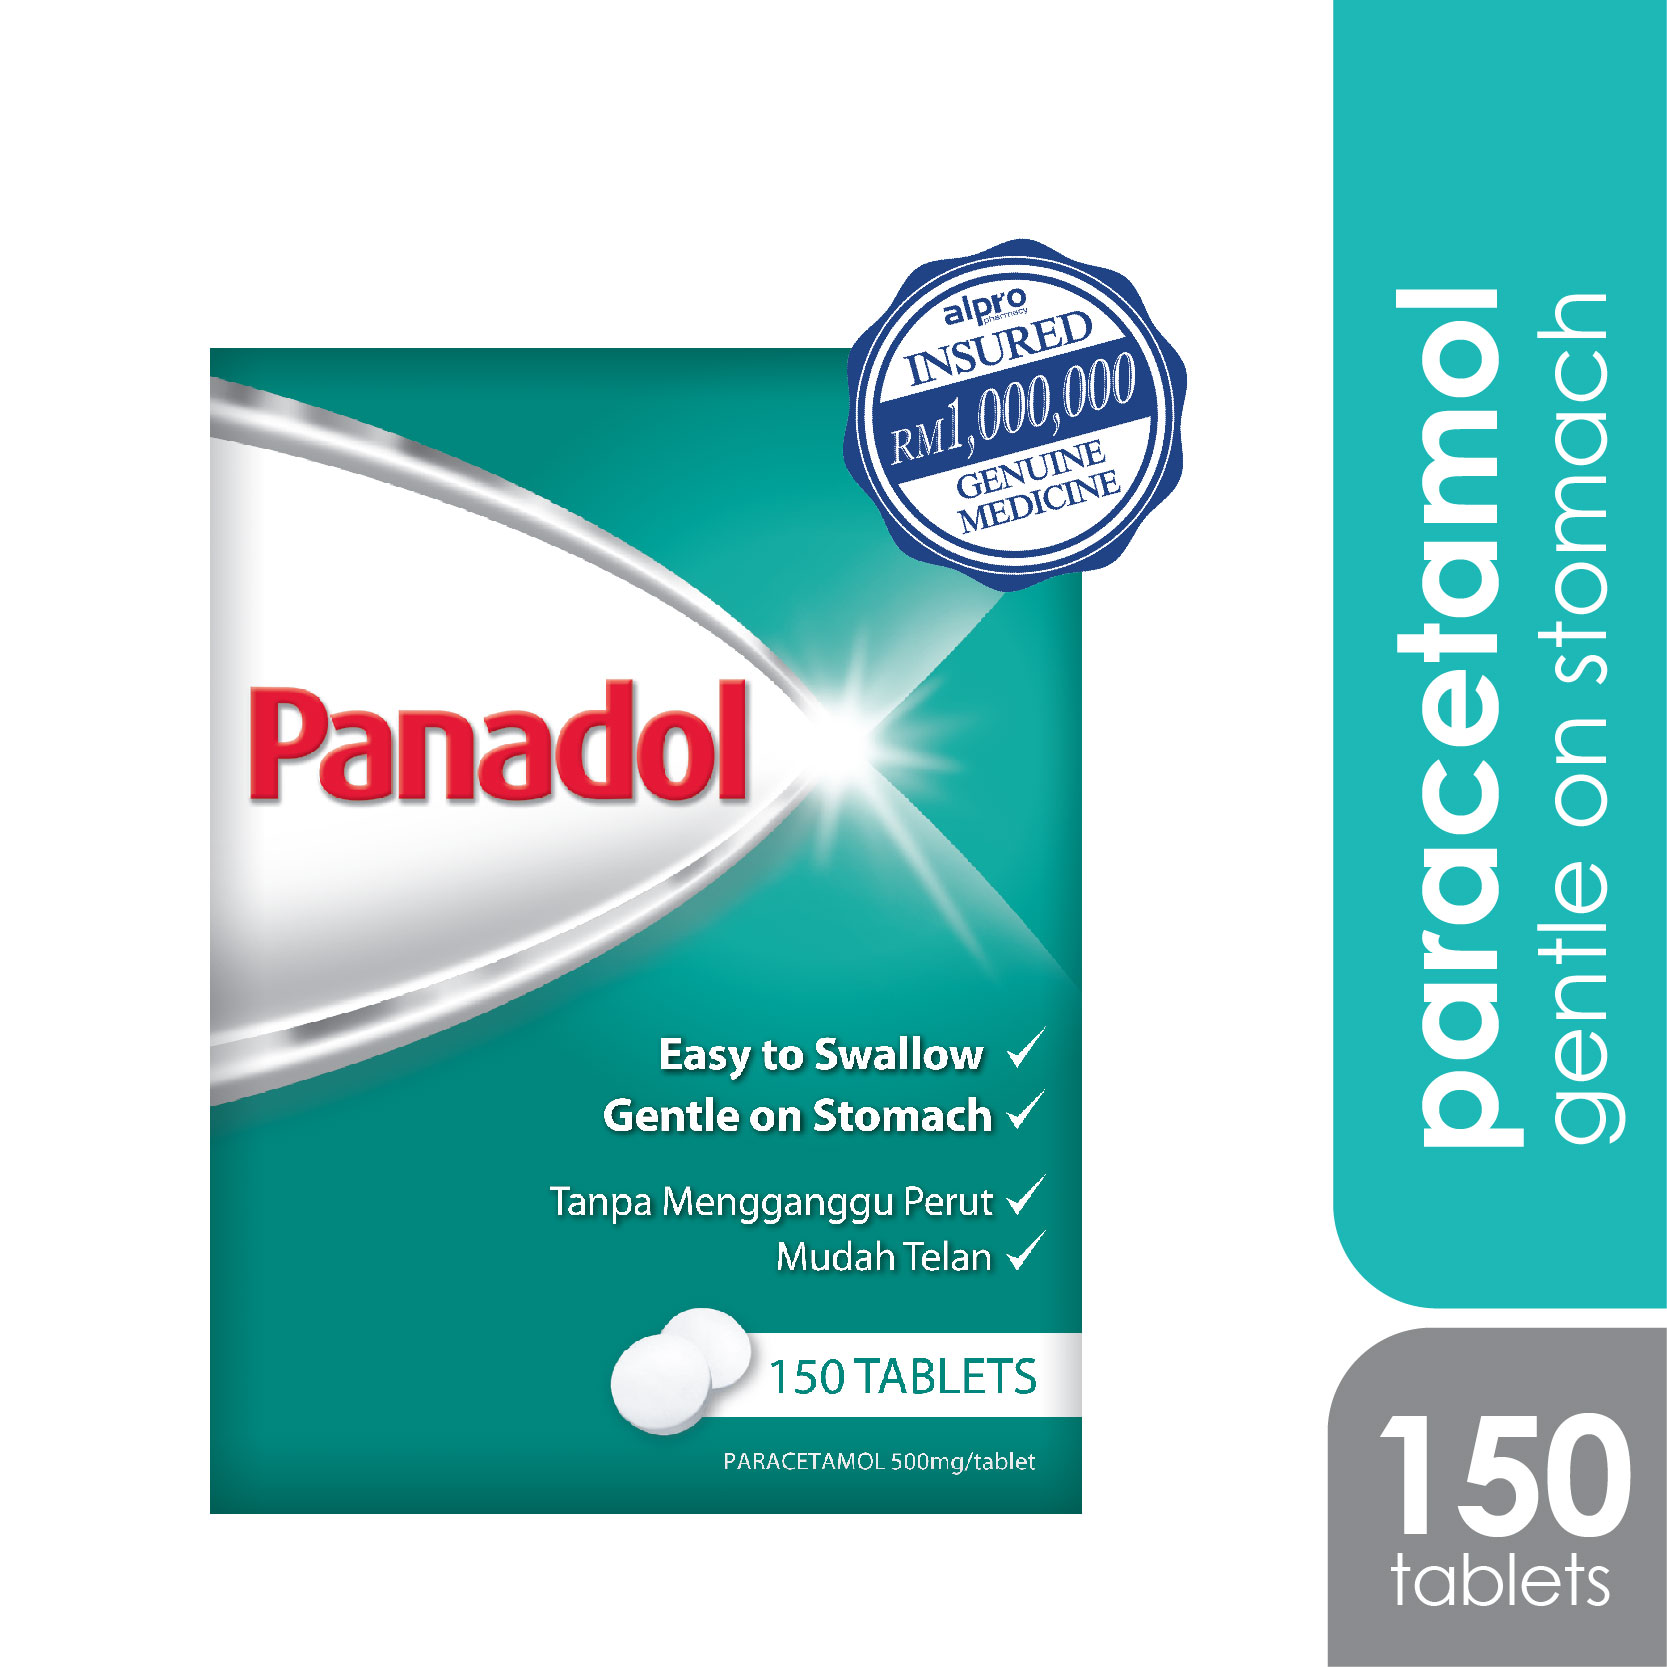 alpro
pharmacy
INSURED
RM1,000,000
GENUINE
MEDICINE
Panadol
Easy to Swallow
Gentle on Stomach
Tanpa Mengganggu Perut
Mudah Telan
150 TABLETS
PARACETAMOL 500mg/tablet
paracetamol
gentle on stomach
150
tablets